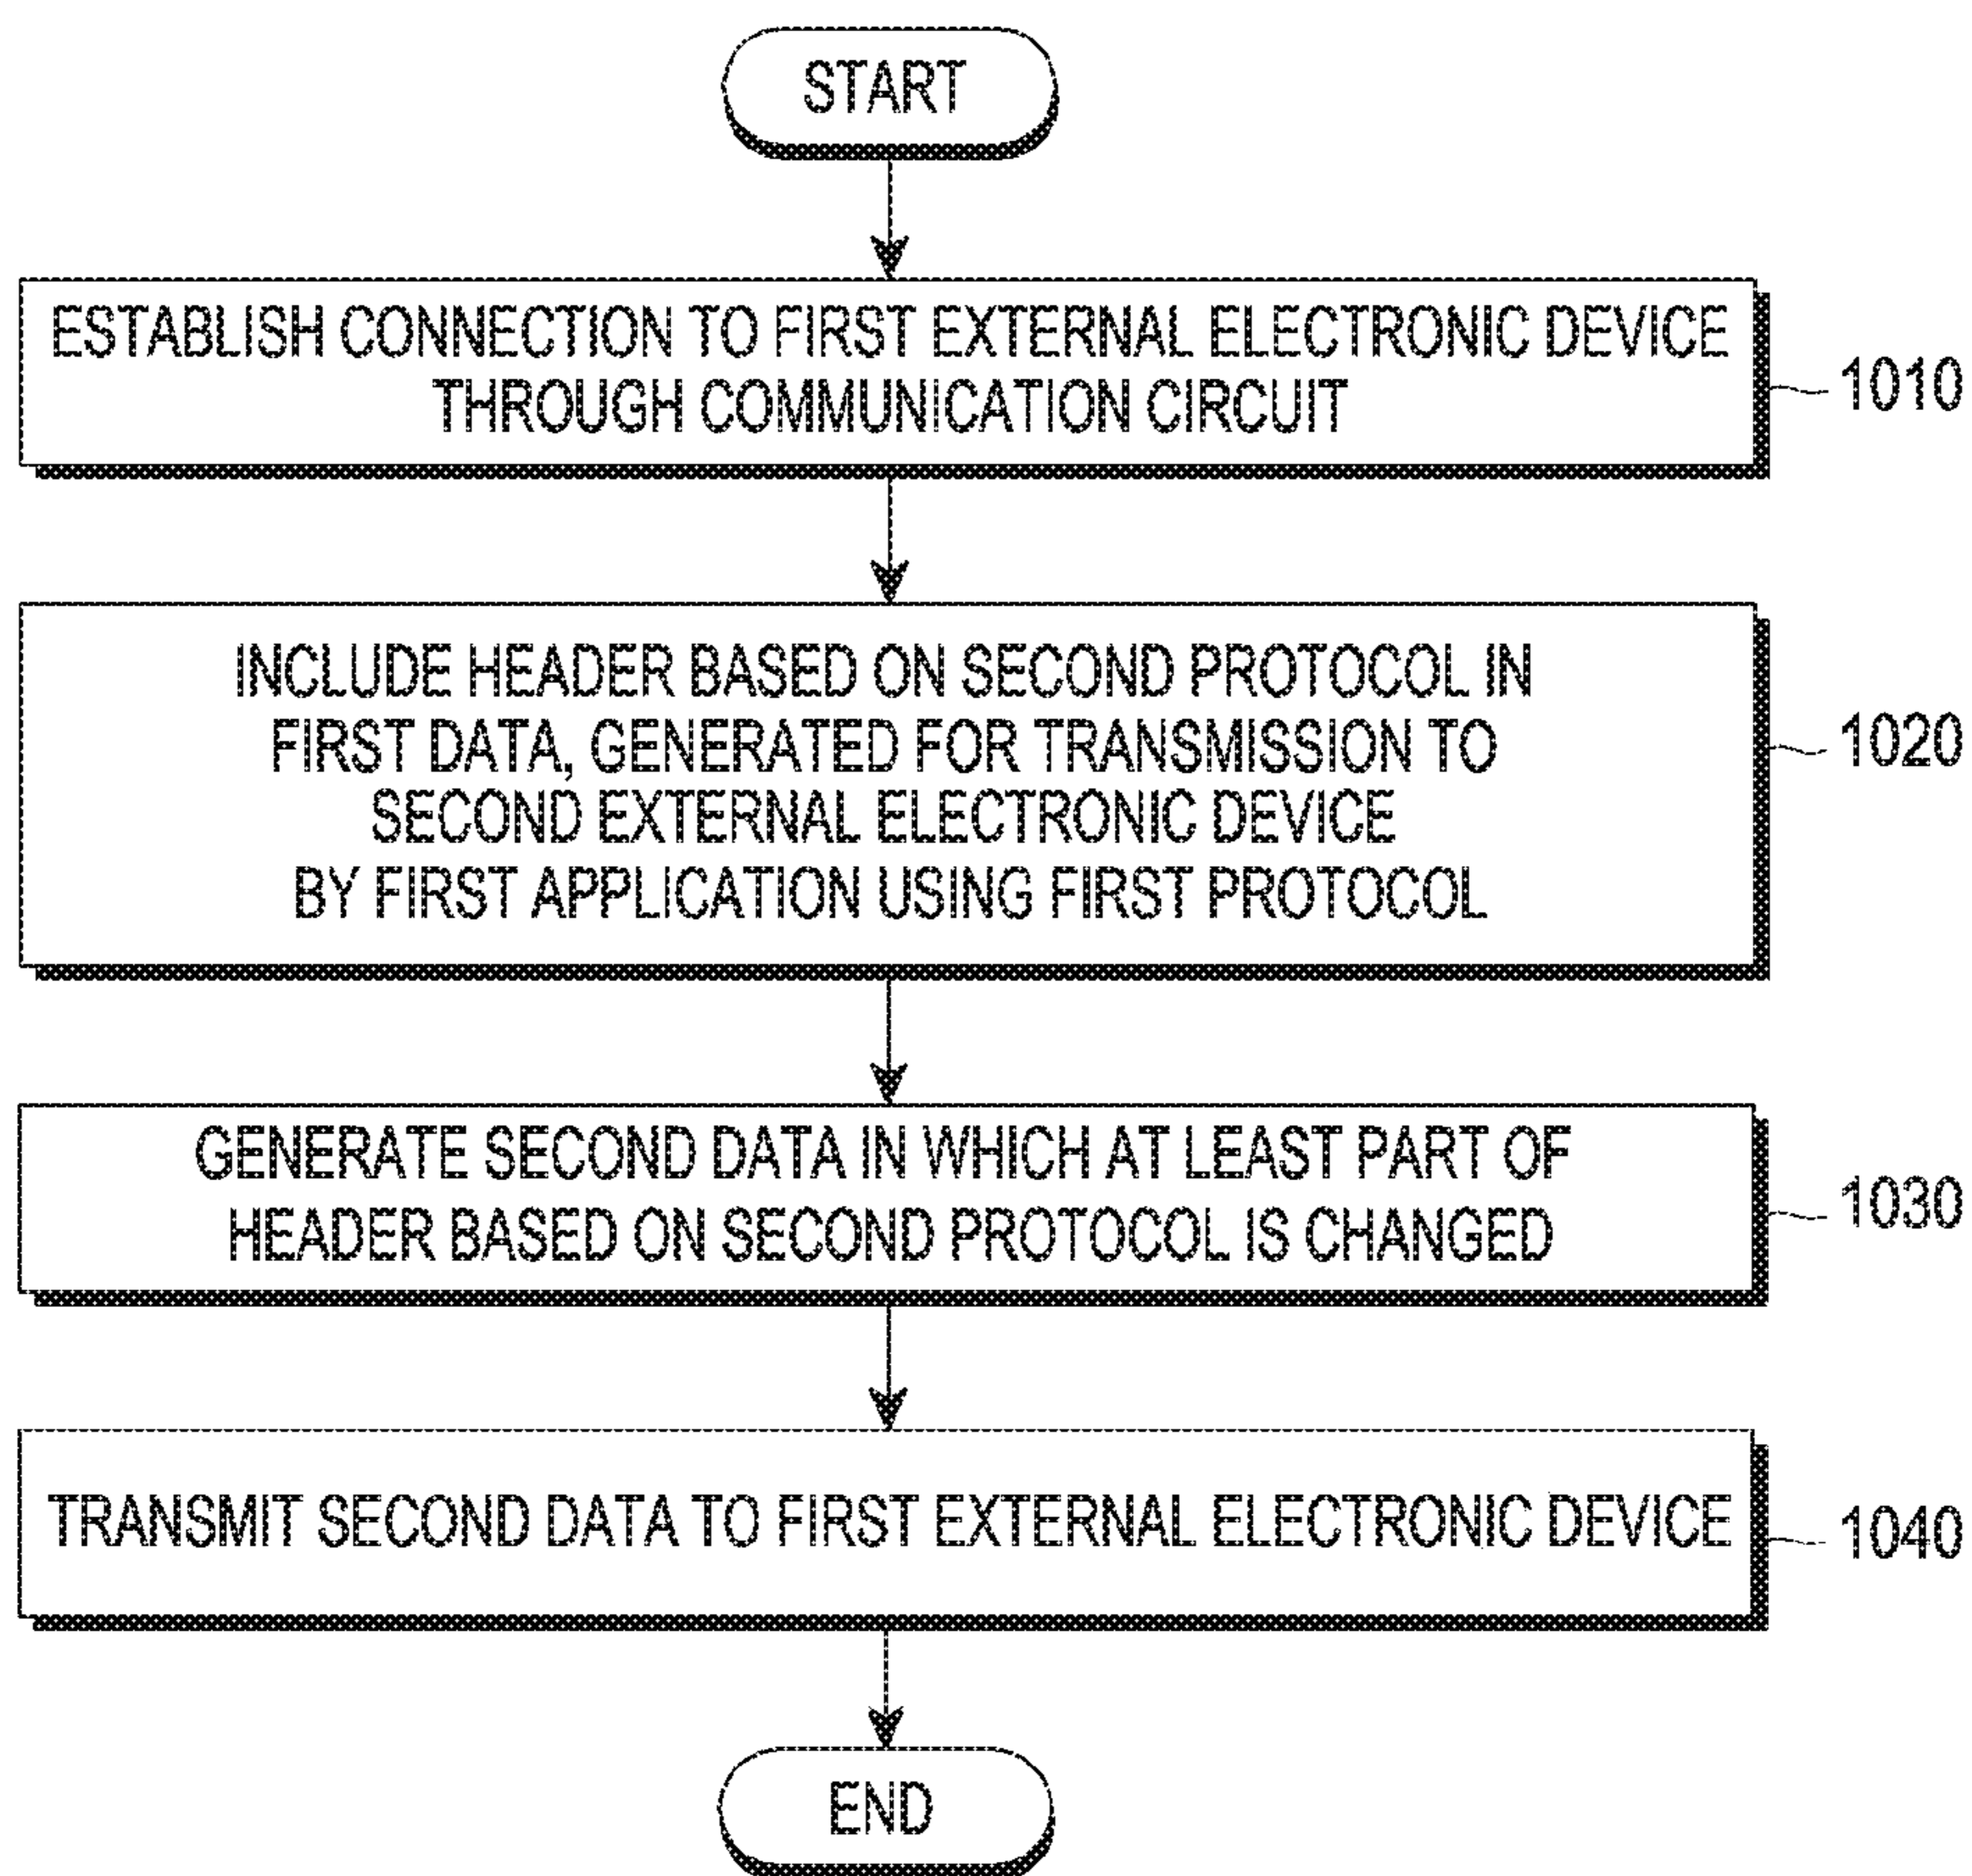 START
ESTABLISH CONNECTION TO FIRST EXTERNAL ELECTRONIC DEVICE
THROUGH COMMUNICATION CIRCUIT
1010
INCLUDE HEADER BASED ON SECOND PROTOCOL IN
FIRST DATA, GENERATED FOR TRANSMISSION TO
SECOND EXTERNAL ELECTRONIC DEVICE
BY FIRST APPLICATION USING FIRST PROTOCOL
1020
GENERATE SECOND DATA IN WHICH AT LEAST PART OF
HEADER BASED ON SECOND PROTOCOL IS CHANGED
1030
TRANSMIT SECOND DATA TO FIRST EXTERNAL ELECTRONIC DEVICE
1040
END